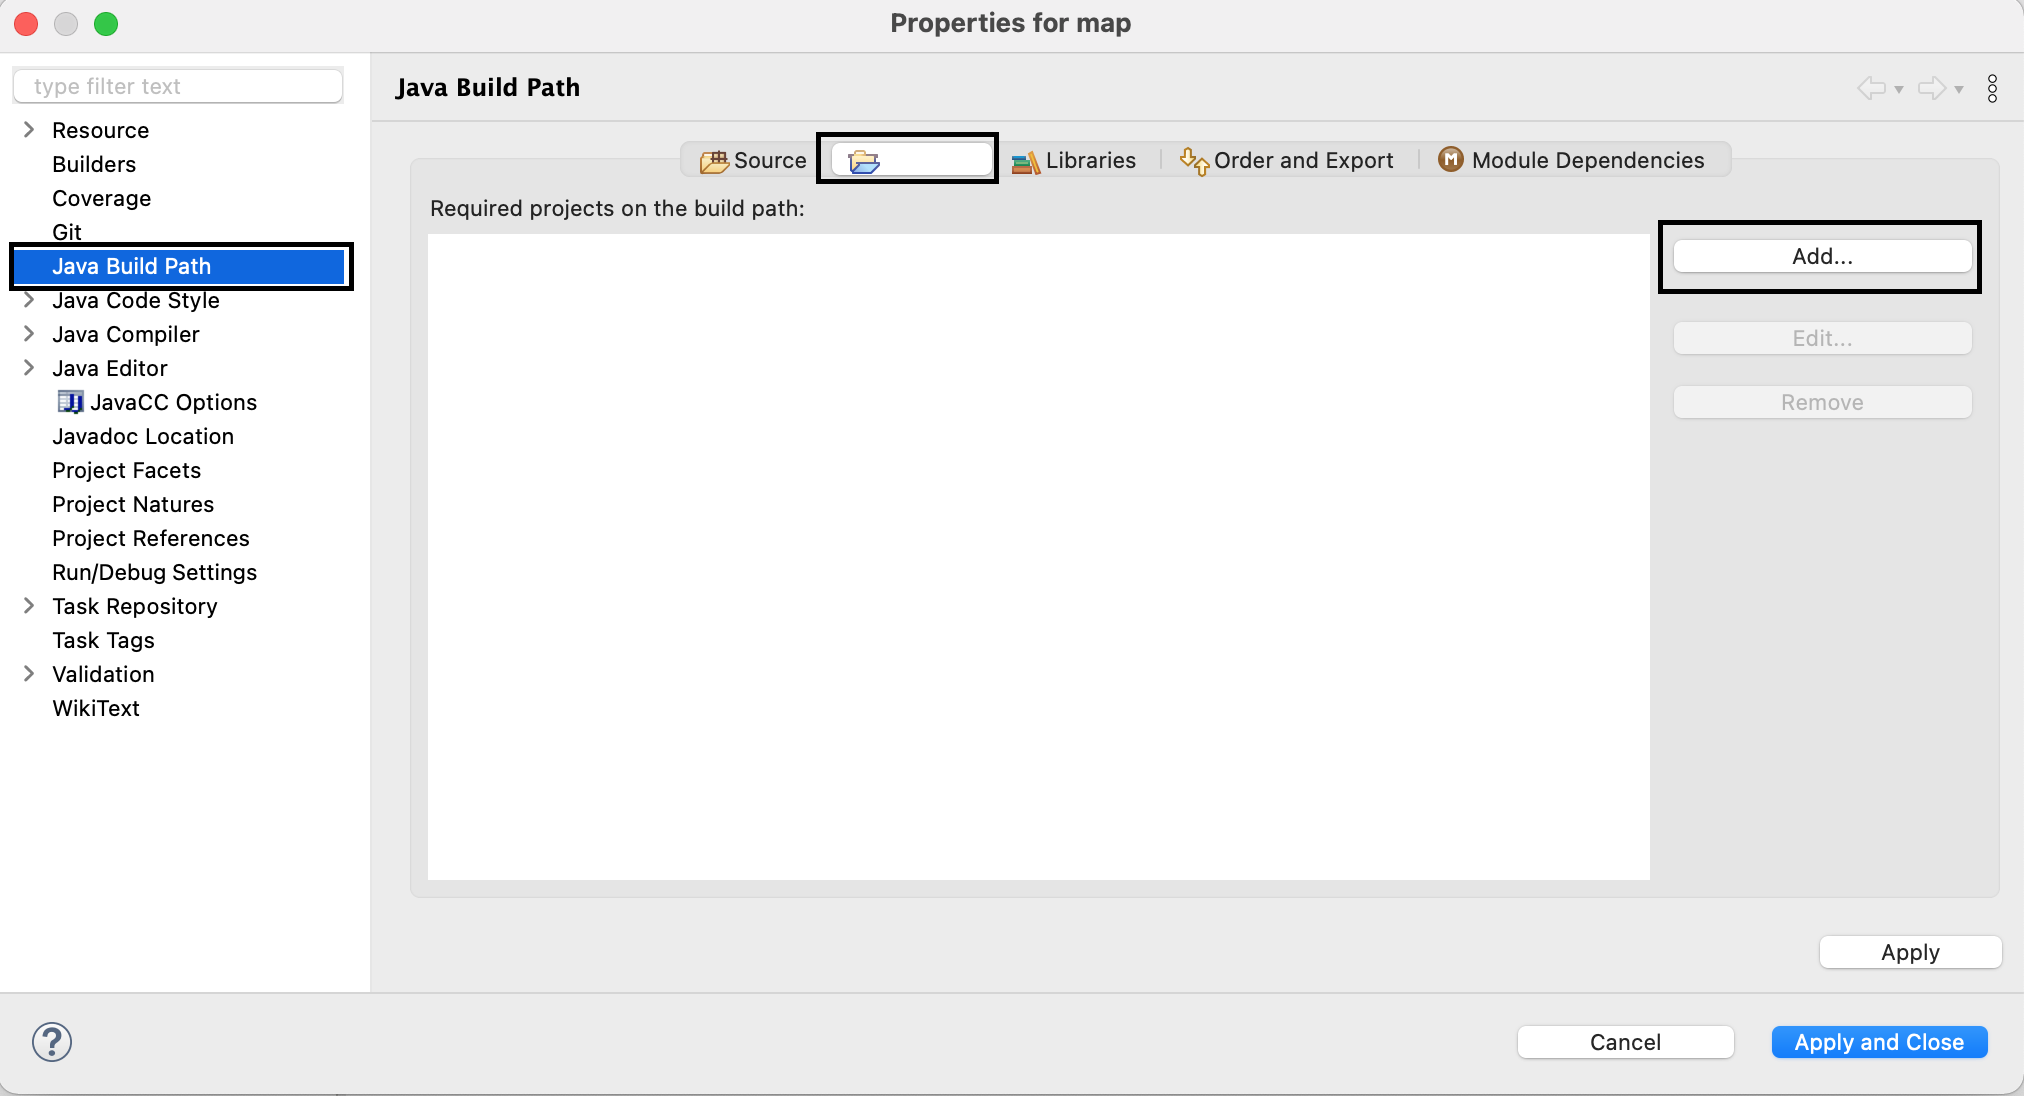 Properties for map
type filter text
Java Build Path
Resource
Builders
Coverage
Git
Java Build Path
Java Code Style
Java Compiler
Java Editor
JavaCC Options
Javadoc Location
Project Facets
Project Natures
Project References
Run/Debug Settings
Task Repository
Task Tags
Validation
WikiText
Source
Libraries
Order and Export
M Module Dependencies
Required projects on the build path:
Add...
Edit...
Remove
Apply
?
Cancel
Apply and Close